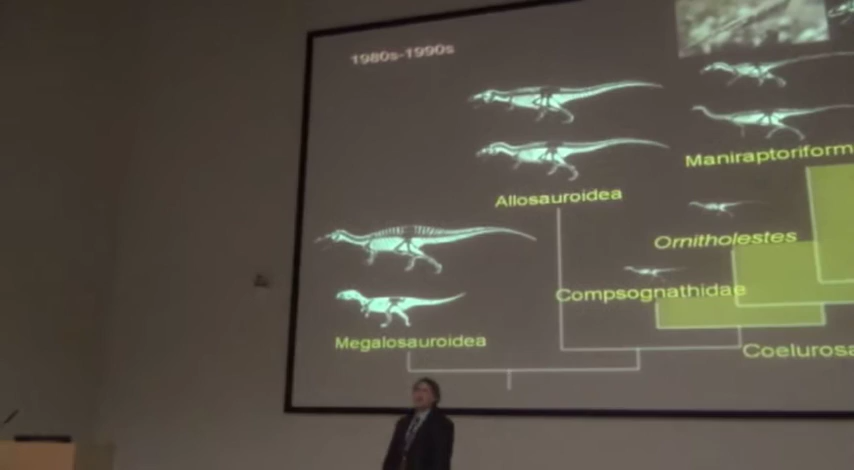 1980s-1990s
Maniraptoriform
Allosauroidea
Ornitholestes
Compsognathidae
Megalosauroidea
Coelurosa